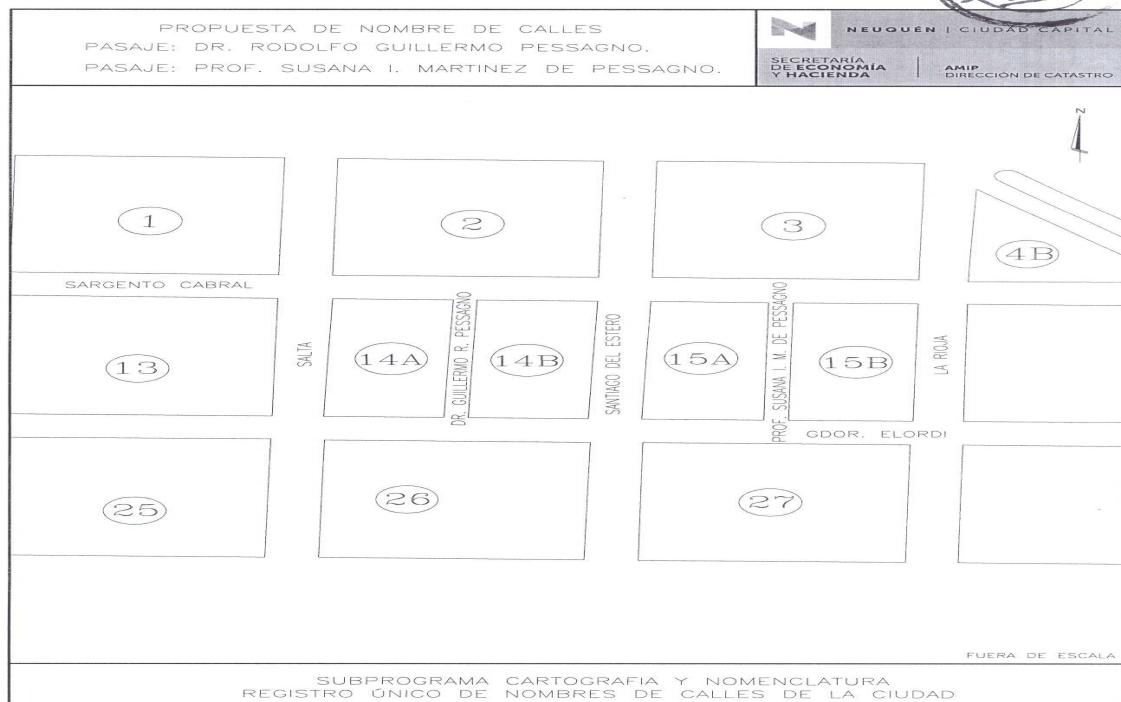 PROPUESTA DE NOMBRE DE CALLES
PASAJE: DR. RODOLFO GUILLERMO PESSAGNO.
PASAJE: PROF. SUSANA I. MARTINEZ DE PESSAGNO.
N
NEUQUÉN | CIUDAD CAPITAL
SECRETARÍA
DE ECONOMÍA
Y HACIENDA
AMIP
DIRECCIÓN DE CATASTRO
N
1
2
3
4B
SARGENTO CABRAL
13
SALTA
14A
DR. GUILLERMO R. PESSAGNO
14B
SANTIAGO DEL ESTERO
15A
PROF. SUSANA I. M. DE PESSAGNO
15B
LA RIOJA
GDOR. ELORDI
25
26
27
FUERA DE ESCALA
SUBPROGRAMA CARTOGRAFIA Y NOMENCLATURA
REGISTRO ÚNICO DE NOMBRES DE CALLES DE LA CIUDAD